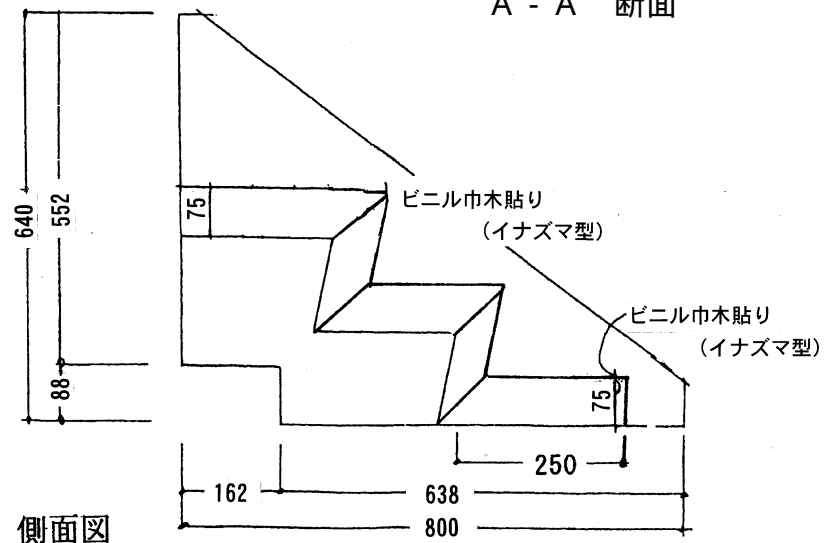 A - A 断面
ビニル巾木貼り
(イナズマ型)
ビニル巾木貼り
(イナズマ型)
640
552
88
75
75
250
162
638
800
側面図